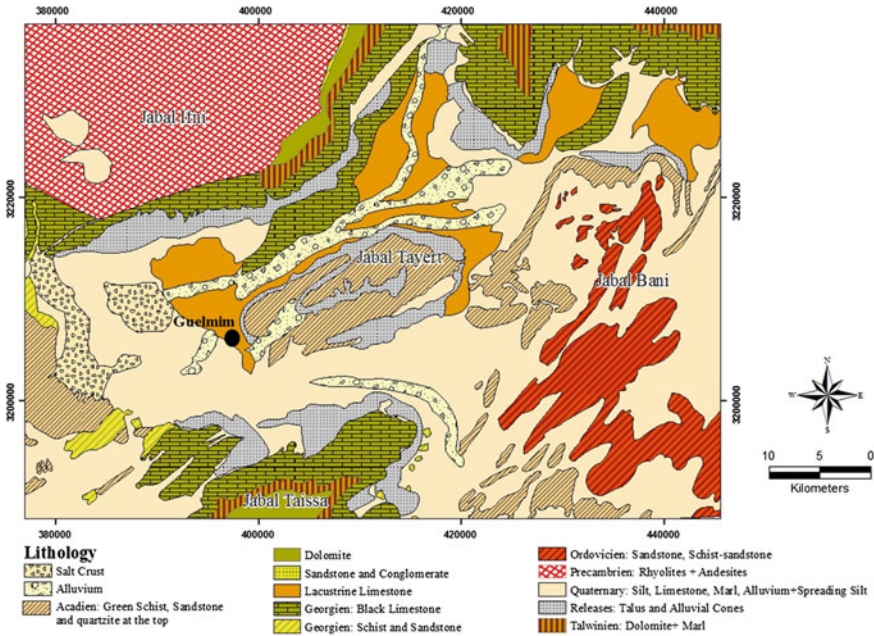 380000 400000 420000 440000
3220000 3220000
3200000 3200000
Jabal Ifni
Jabal Tayert
Jabal Bani
Guelmim
Jabal Taissa
N
W E
S
10 5 0
Kilometers
380000 400000 420000 440000
Lithology
Salt Crust
Alluvium
Acadien: Green Schist, Sandstone
and quartzite at the top
Dolomite
Sandstone and Conglomerate
Lacustrine Limestone
Georgien: Black Limestone
Georgien: Schist and Sandstone
Ordovicien: Sandstone, Schist-sandstone
Precambrien: Rhyolites + Andesites
Quaternary: Silt, Limestone, Marl, Alluvium+Spreading Silt
Releases: Talus and Alluvial Cones
Talwinien: Dolomite+ Marl